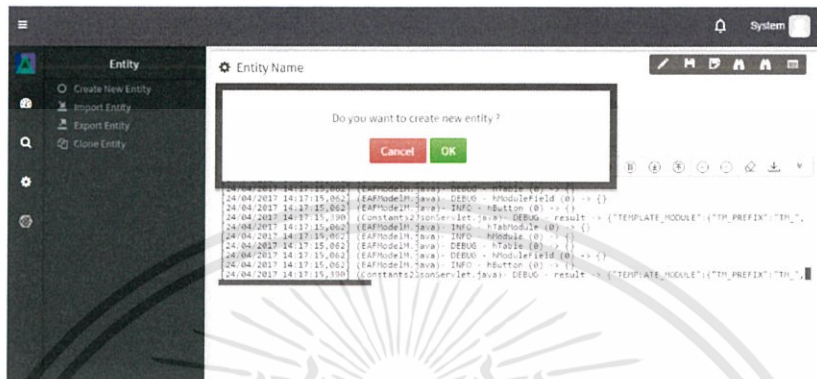 System
Entity
Create New Entity
Import Entity
Export Entity
Clone Entity
Entity Name
Do you want to create new entity ?
Cancel
OK
24/04/2017 14:17:15,062] (EAFModelM.java)- DEBUG - hTable (0) -> {}
[24/04/2017 14:17:15,062] (EAFModelM.java)- DEBUG - hModuleField (0) -> {}
[24/04/2017 14:17:15,062] (EAFModelM.java)- INFO - hButton (0) -> {}
[24/04/2017 14:17:15,390] (Constants2JsonServlet.java)- DEBUG - result -> {"TEMPLATE_MODULE":{"TM_PREFIX":"TM_",
[24/04/2017 14:17:15,062] (EAFModelM.java)- INFO - hTabModule (0) -> {}
[24/04/2017 14:17:15,062] (EAFModelM.java)- INFO - hModule (0) -> {}
[24/04/2017 14:17:15,062] (EAFModelM.java)- DEBUG - hTable (0) -> {}
[24/04/2017 14:17:15,062] (EAFModelM.java)- DEBUG - hModuleField (0) -> {}
[24/04/2017 14:17:15,062] (EAFModelM.java)- INFO - hButton (0) -> {}
[24/04/2017 14:17:15,390] (Constants2JsonServlet.java)- DEBUG - result -> {"TEMPLATE_MODULE":{"TM_PREFIX":"TM_",